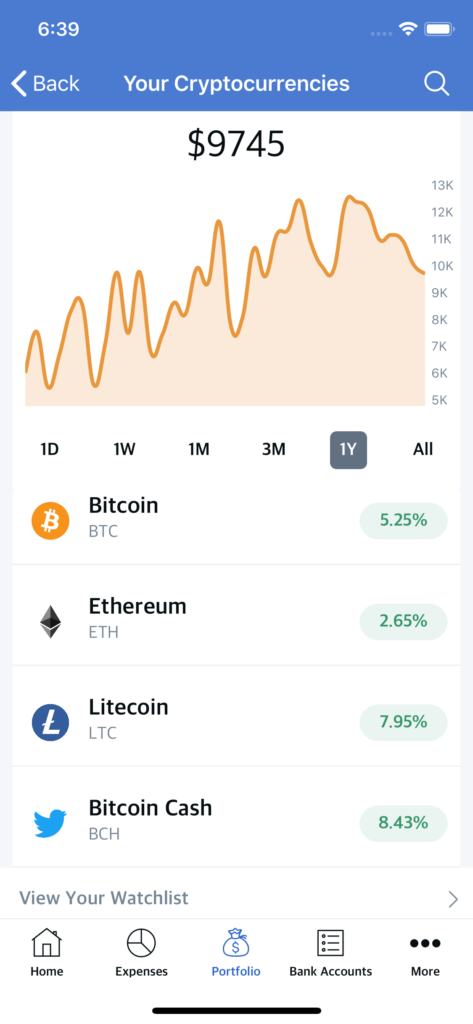 6:39
Back Your Cryptocurrencies
$9745
13K
12K
11K
10K
9K
8K
7K
6K
5K
1D 1W 1M 3M 1Y All
Bitcoin
BTC
5.25%
Ethereum
ETH
2.65%
Litecoin
LTC
7.95%
Bitcoin Cash
BCH
8.43%
View Your Watchlist
Home Expenses Portfolio Bank Accounts More